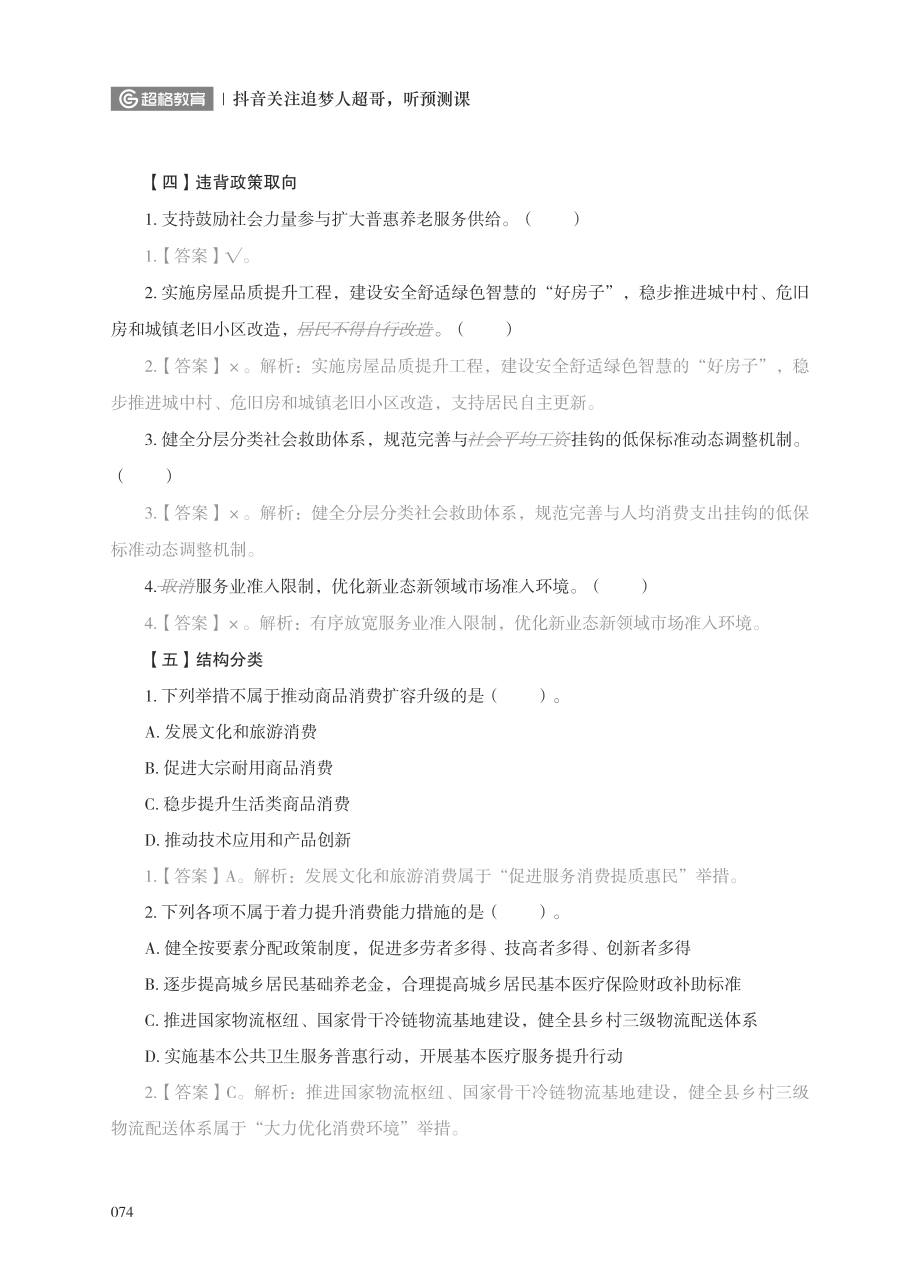 超格教育 | 抖音关注追梦人超哥，听预测课
【四】违背政策取向
1. 支持鼓励社会力量参与扩大普惠养老服务供给。（　　）
1.【答案】√。
2. 实施房屋品质提升工程，建设安全舒适绿色智慧的“好房子”，稳步推进城中村、危旧
房和城镇老旧小区改造，居民不得自行改造。（　　）
2.【答案】×。解析：实施房屋品质提升工程，建设安全舒适绿色智慧的“好房子”，稳
步推进城中村、危旧房和城镇老旧小区改造，支持居民自主更新。
3. 健全分层分类社会救助体系，规范完善与社会平均工资挂钩的低保标准动态调整机制。
（　　）
3.【答案】×。解析：健全分层分类社会救助体系，规范完善与人均消费支出挂钩的低保
标准动态调整机制。
4. 取消服务业准入限制，优化新业态新领域市场准入环境。（　　）
4.【答案】×。解析：有序放宽服务业准入限制，优化新业态新领域市场准入环境。
【五】结构分类
1. 下列举措不属于推动商品消费扩容升级的是（　　）。
A. 发展文化和旅游消费
B. 促进大宗耐用商品消费
C. 稳步提升生活类商品消费
D. 推动技术应用和产品创新
1.【答案】A。解析：发展文化和旅游消费属于“促进服务消费提质惠民”举措。
2. 下列各项不属于着力提升消费能力措施的是（　　）。
A. 健全按要素分配政策制度，促进多劳者多得、技高者多得、创新者多得
B. 逐步提高城乡居民基础养老金，合理提高城乡居民基本医疗保险财政补助标准
C. 推进国家物流枢纽、国家骨干冷链物流基地建设，健全县乡村三级物流配送体系
D. 实施基本公共卫生服务普惠行动，开展基本医疗服务提升行动
2.【答案】C。解析：推进国家物流枢纽、国家骨干冷链物流基地建设，健全县乡村三级
物流配送体系属于“大力优化消费环境”举措。
074